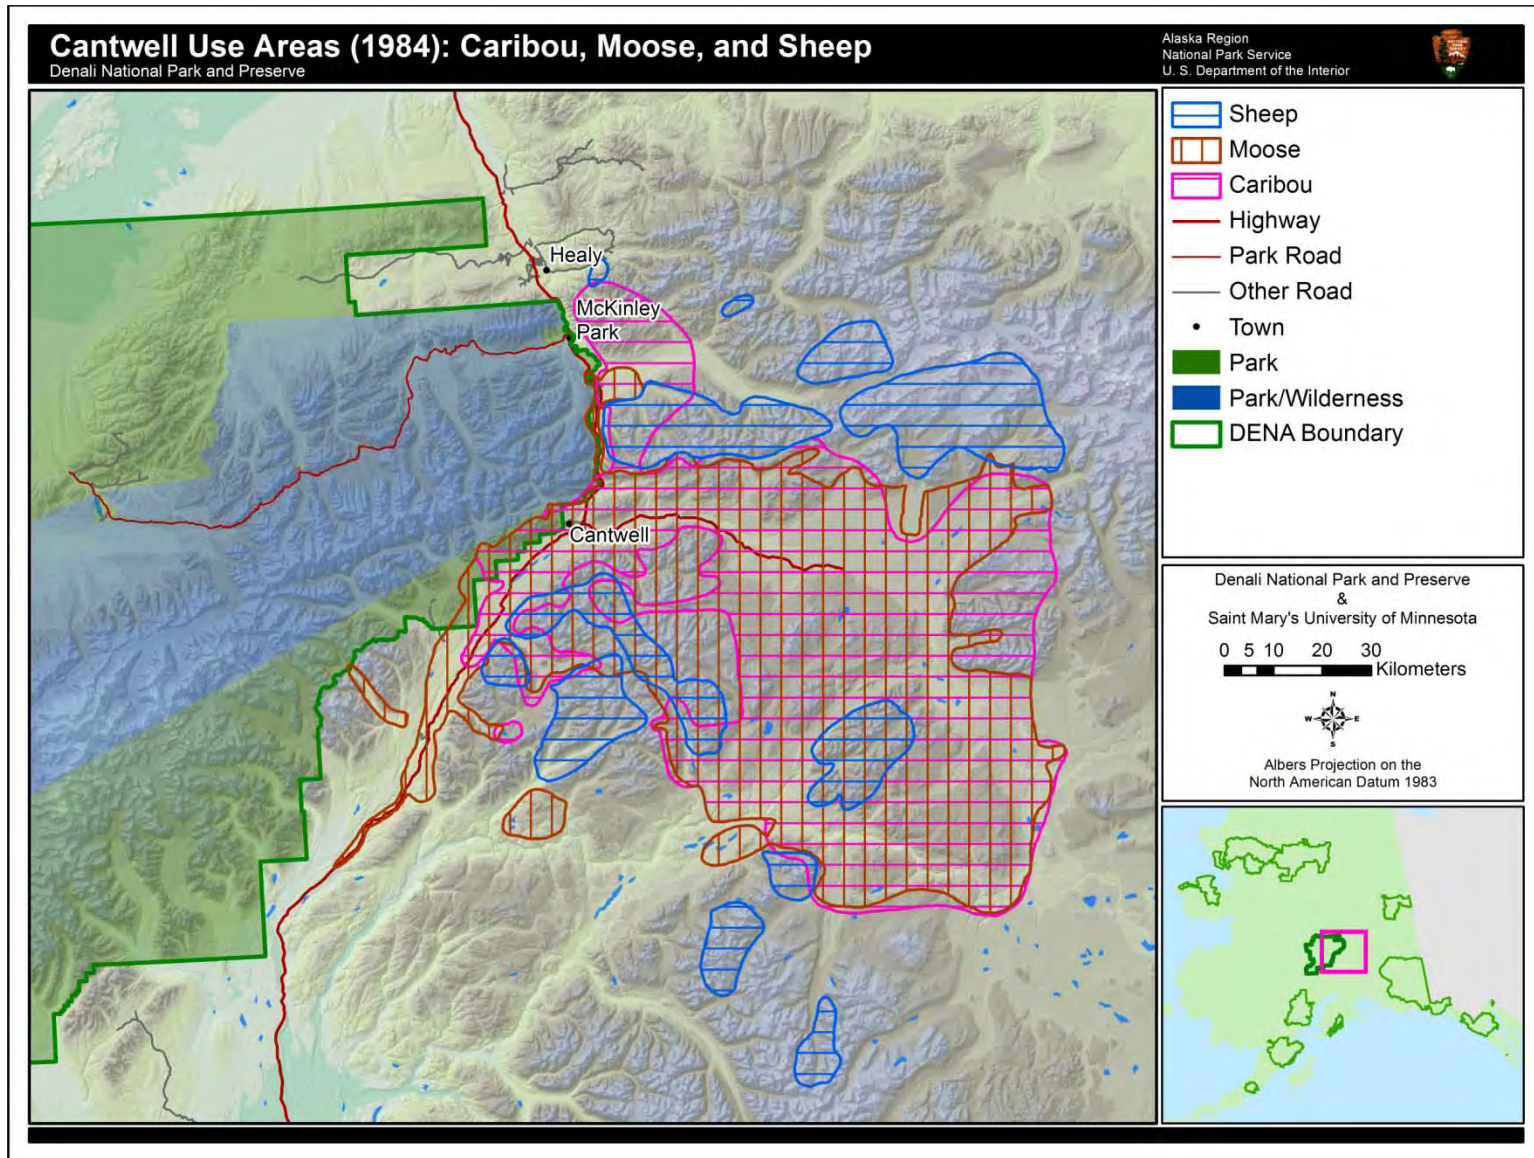 Cantwell Use Areas (1984): Caribou, Moose, and Sheep
Denali National Park and Preserve
Alaska Region
National Park Service
U. S. Department of the Interior
Healy
McKinley
Park
Cantwell
Sheep
Moose
Caribou
Highway
Park Road
Other Road
Town
Park
Park/Wilderness
DENA Boundary
Denali National Park and Preserve
&
Saint Mary's University of Minnesota
0 5 10 20 30
Kilometers
N
W E
S
Albers Projection on the
North American Datum 1983